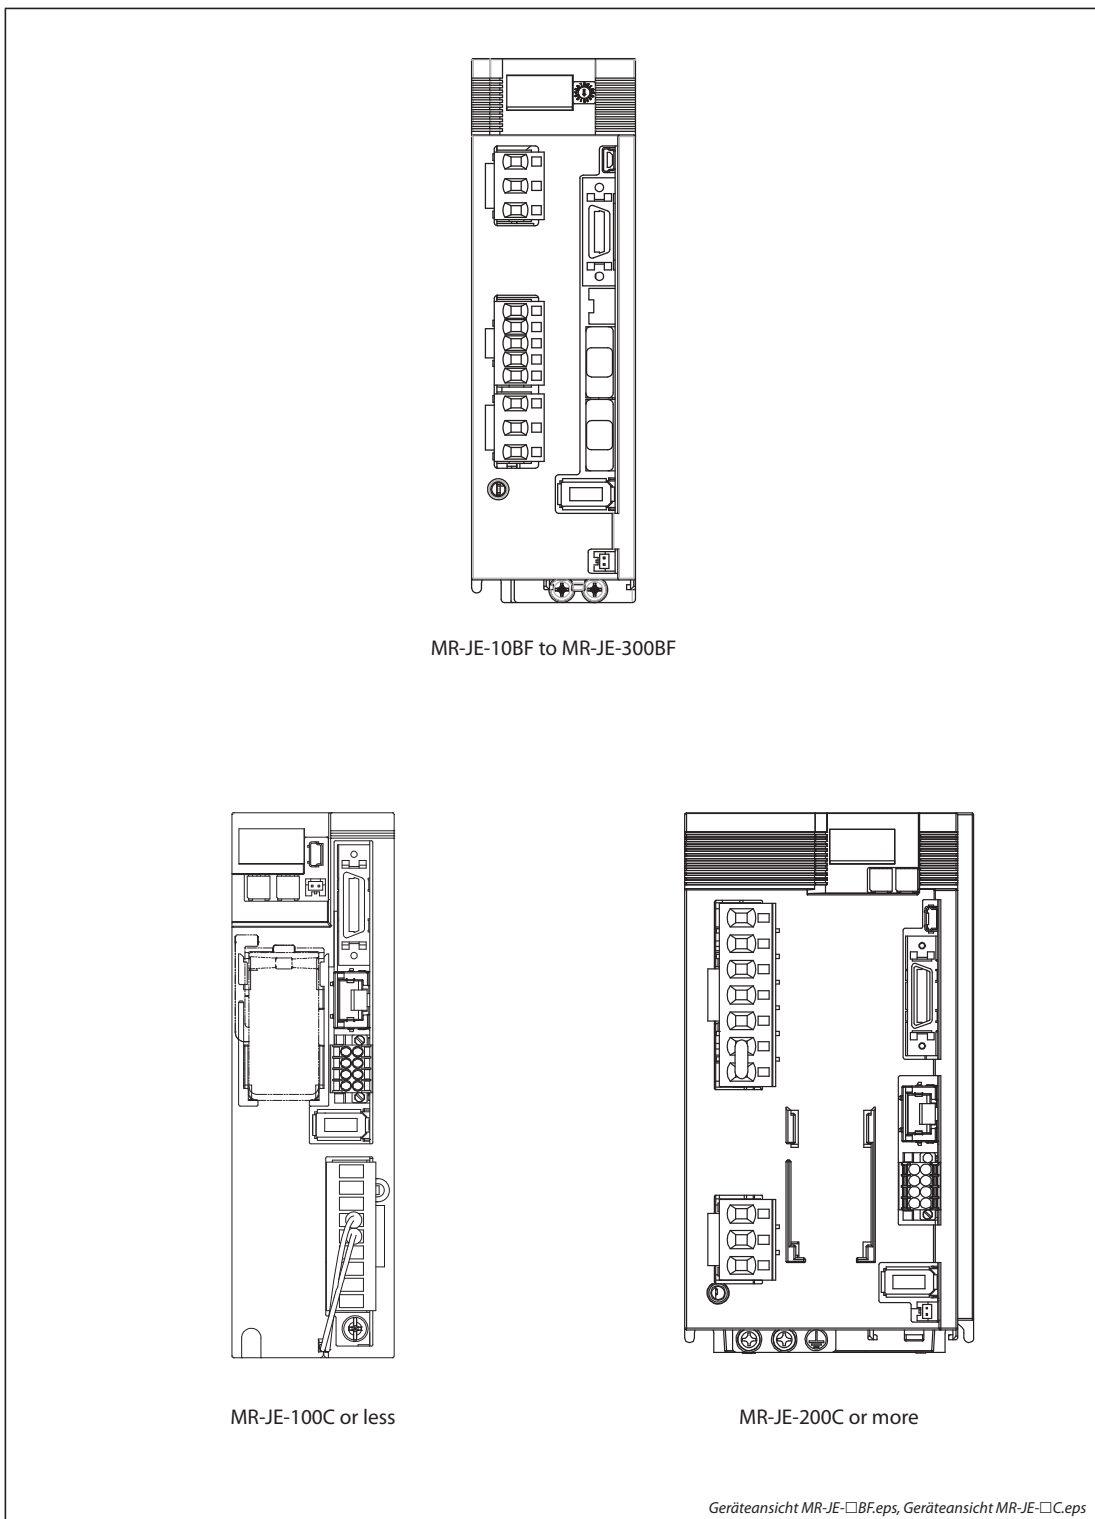 MR-JE-10BF to MR-JE-300BF
MR-JE-100C or less
MR-JE-200C or more
Geräteansicht MR-JE-□BF.eps, Geräteansicht MR-JE-□C.eps